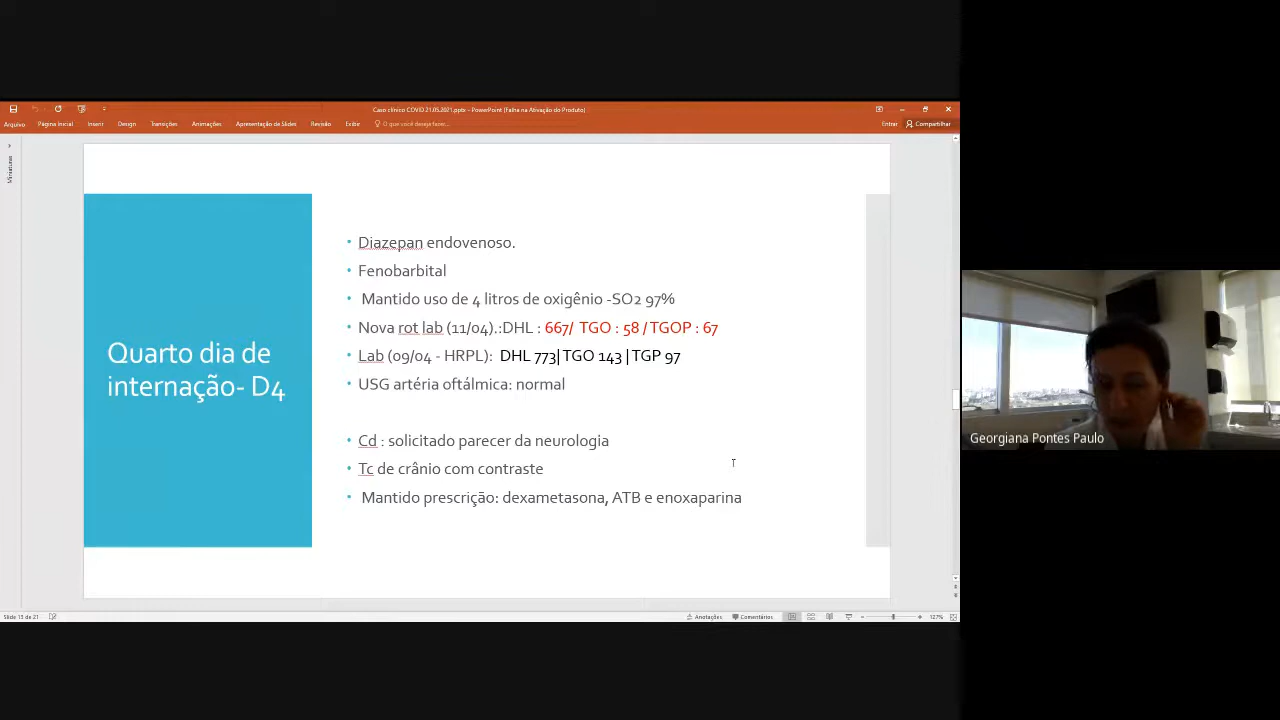 Caso clínico COVID 21.05.2021.pptx - PowerPoint (Falha na Ativação do Produto)
Arquivo Página Inicial Inserir Design Transições Animações Apresentação de Slides Revisão Exibir O que você deseja fazer... Entrar Compartilhar
Miniaturas
Quarto dia de
internação- D4
• Diazepan endovenoso.
• Fenobarbital
• Mantido uso de 4 litros de oxigênio -SO2 97%
• Nova rot lab (11/04).:DHL : 667/ TGO : 58 / TGOP : 67
• Lab (09/04 - HRPL): DHL 773| TGO 143 | TGP 97
• USG artéria oftálmica: normal
• Cd : solicitado parecer da neurologia
• Tc de crânio com contraste
• Mantido prescrição: dexametasona, ATB e enoxaparina
Georgiana Pontes Paulo
Slide 13 de 21 Anotações Comentários 127%